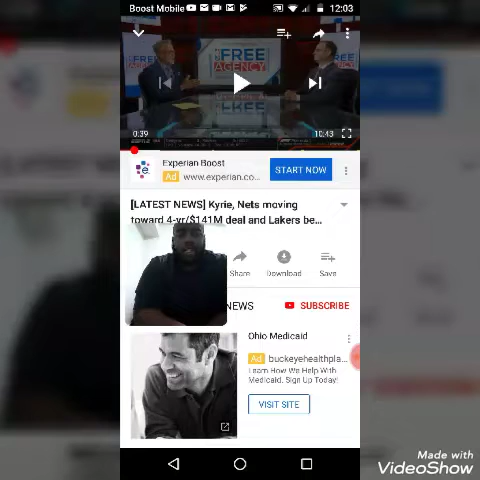 Boost Mobile
12:03
FREE
AGENCY
0:39
10:43
Experian Boost
Ad www.experian.co...
START NOW
[LATEST NEWS] Kyrie, Nets moving
toward 4-yr/$141M deal and Lakers be...
Share
Download
Save
NEWS
SUBSCRIBE
Ohio Medicaid
Ad buckeyehealthpla...
Learn How We Help With
Medicaid. Sign Up Today!
VISIT SITE
Made with
VideoShow